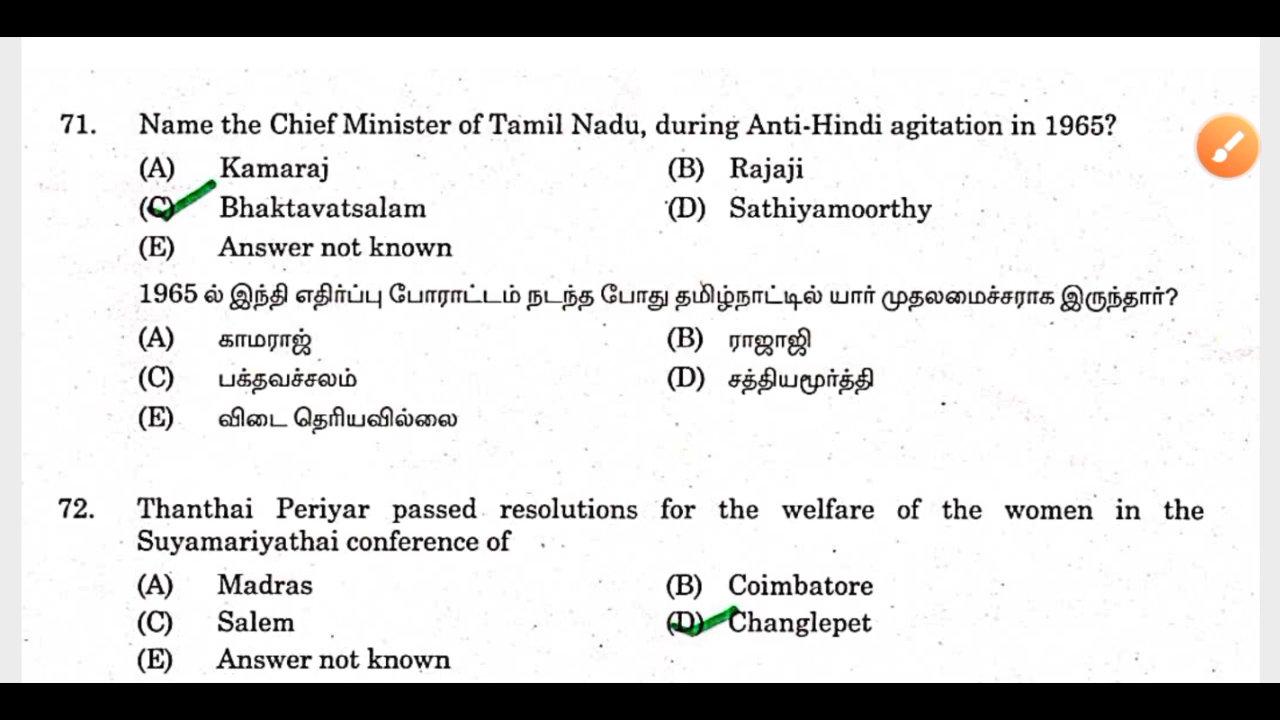 71. Name the Chief Minister of Tamil Nadu, during Anti-Hindi agitation in 1965?
(A) Kamaraj (B) Rajaji
(C) Bhaktavatsalam (D) Sathiyamoorthy
(E) Answer not known
1965 ல் இந்தி எதிர்ப்பு போராட்டம் நடந்த போது தமிழ்நாட்டில் யார் முதலமைச்சராக இருந்தார்?
(A) காமராஜ் (B) ராஜாஜி
(C) பக்தவச்சலம் (D) சத்தியமூர்த்தி
(E) விடை தெரியவில்லை
72. Thanthai Periyar passed resolutions for the welfare of the women in the
Suyamariyathai conference of
(A) Madras (B) Coimbatore
(C) Salem (D) Changlepet
(E) Answer not known